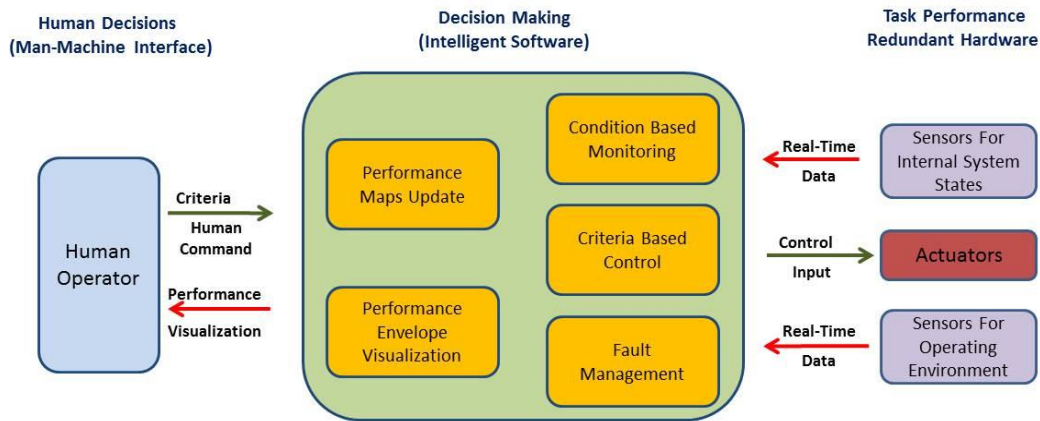 Human Decisions
(Man-Machine Interface)
Decision Making
(Intelligent Software)
Task Performance
Redundant Hardware
Human
Operator
Criteria
Human
Command
Performance
Visualization
Performance
Maps Update
Performance
Envelope
Visualization
Condition Based
Monitoring
Criteria Based
Control
Fault
Management
Real-Time
Data
Control
Input
Real-Time
Data
Sensors For
Internal System
States
Actuators
Sensors For
Operating
Environment